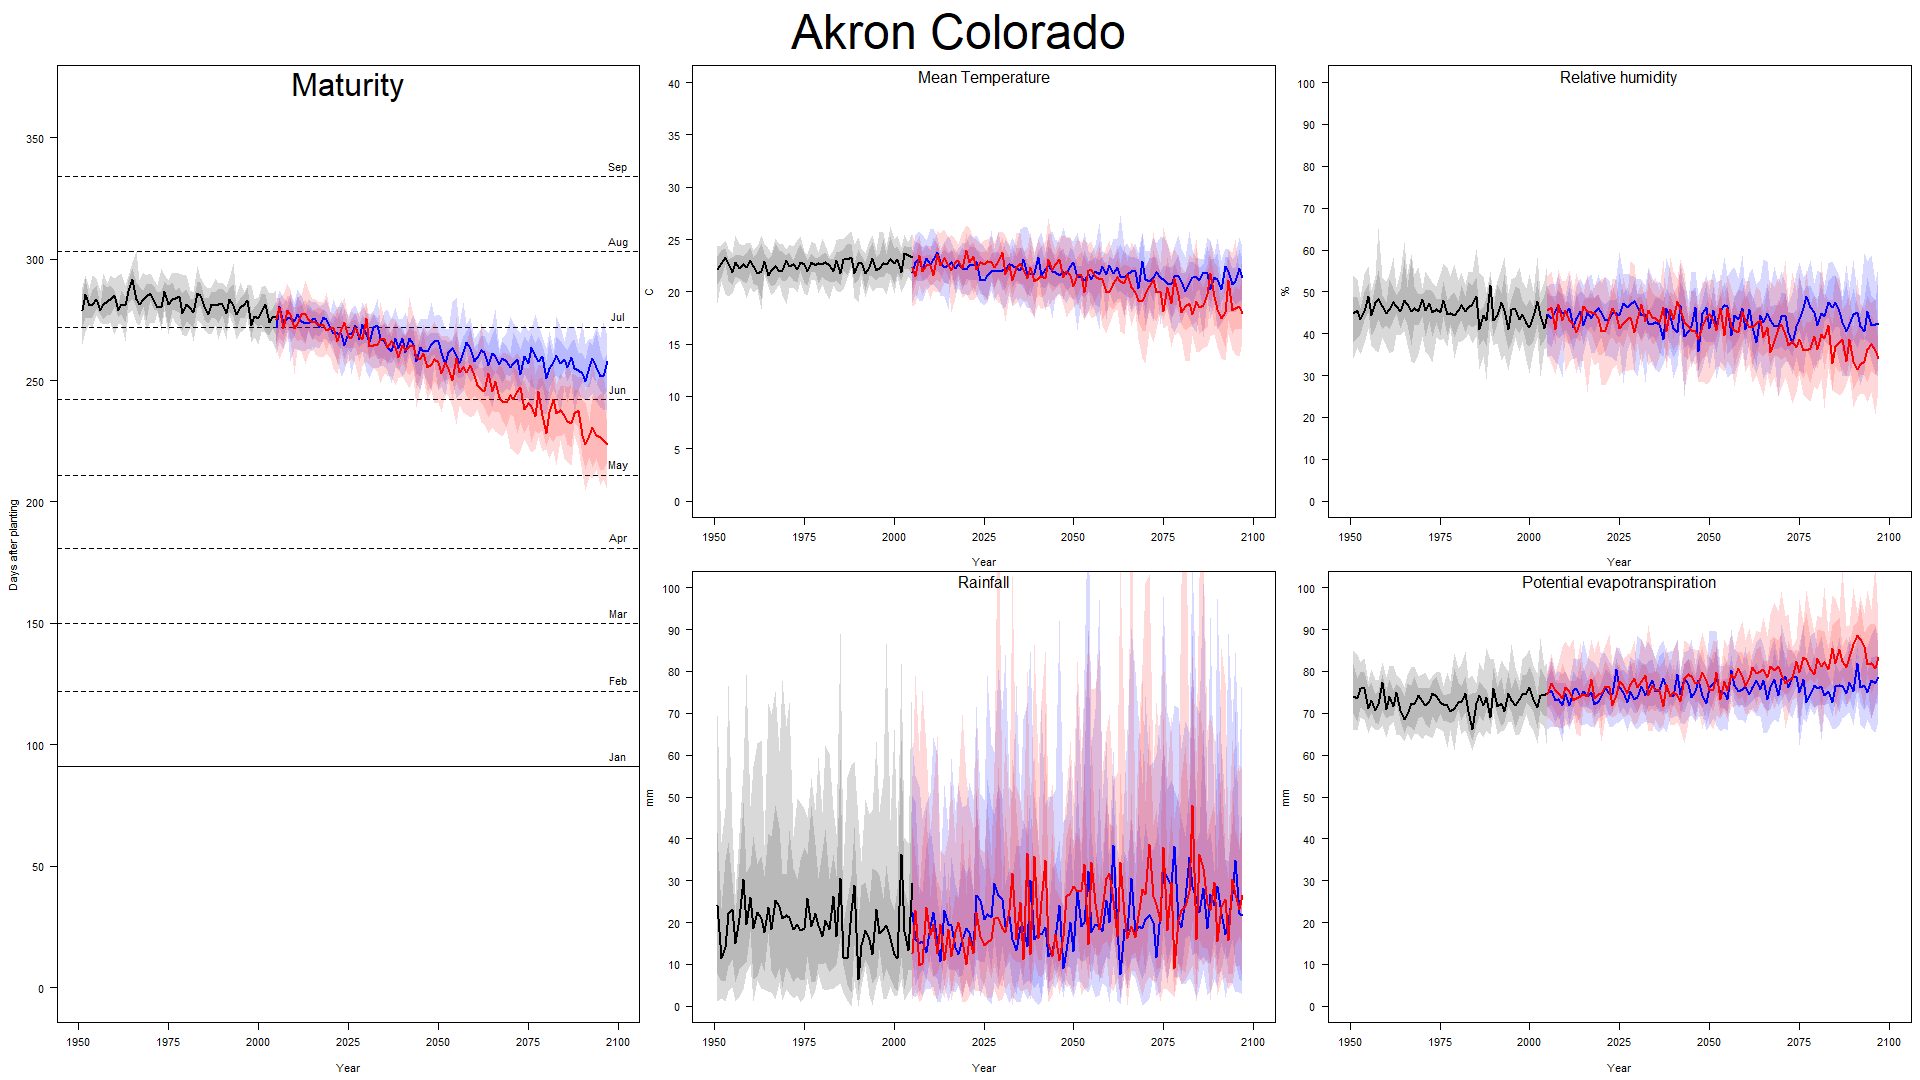 Akron Colorado
Maturity
350
300
250
200
150
100
50
0
Sep
Aug
Jul
Jun
May
Apr
Mar
Feb
Jan
Days after planting
1950 1975 2000 2025 2050 2075 2100
Year
Mean Temperature
40
35
30
25
20
15
10
5
0
C
1950 1975 2000 2025 2050 2075 2100
Year
Relative humidity
100
90
80
70
60
50
40
30
20
10
0
%
1950 1975 2000 2025 2050 2075 2100
Year
Rainfall
100
90
80
70
60
50
40
30
20
10
0
mm
1950 1975 2000 2025 2050 2075 2100
Year
Potential evapotranspiration
100
90
80
70
60
50
40
30
20
10
0
mm
1950 1975 2000 2025 2050 2075 2100
Year